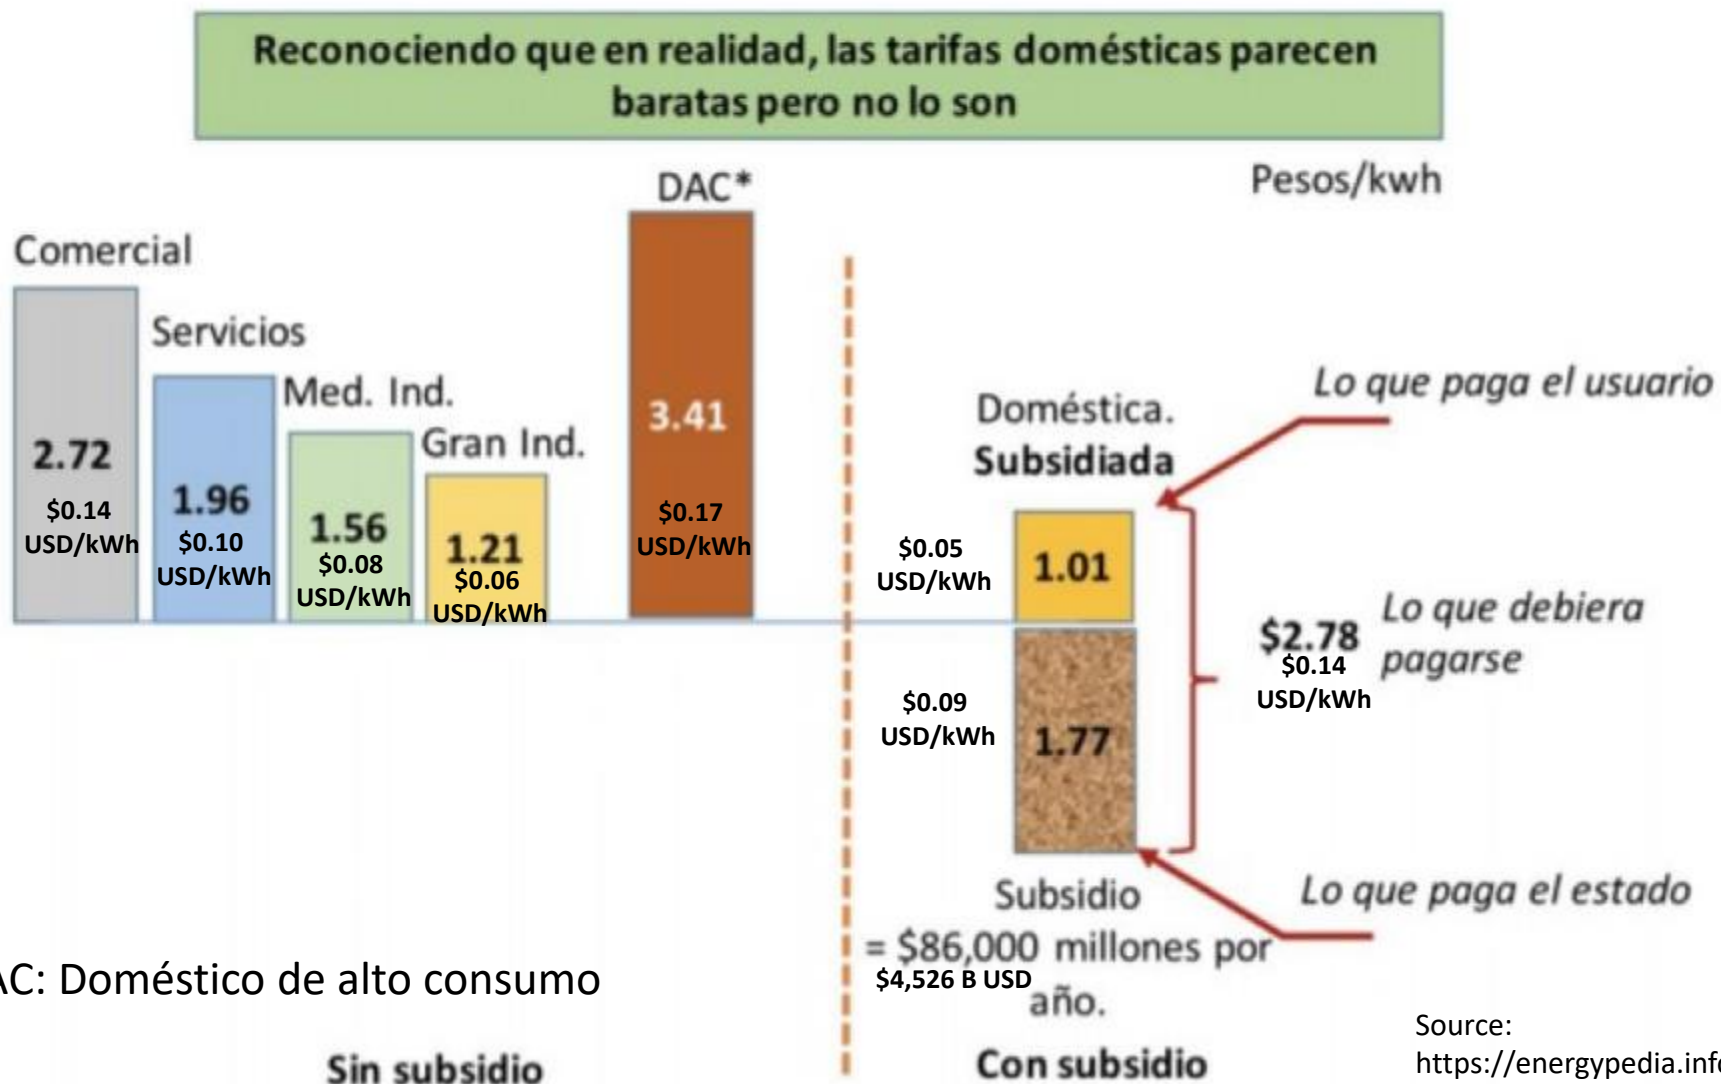 Reconociendo que en realidad, las tarifas domésticas parecen
baratas pero no lo son
Pesos/kwh
Comercial
2.72
$0.14
USD/kWh
Servicios
1.96
$0.10
USD/kWh
Med. Ind.
1.56
$0.08
USD/kWh
Gran Ind.
1.21
$0.06
USD/kWh
DAC*
3.41
$0.17
USD/kWh
Doméstica.
Subsidiada
$0.05
USD/kWh
1.01
$0.09
USD/kWh
1.77
Lo que paga el usuario
$2.78
$0.14
USD/kWh
Lo que debiera
pagarse
Lo que paga el estado
Subsidio
= $86,000 millones por
$4,526 B USD
año.
AC: Doméstico de alto consumo
Sin subsidio
Con subsidio
Source:
https://energypedia.info